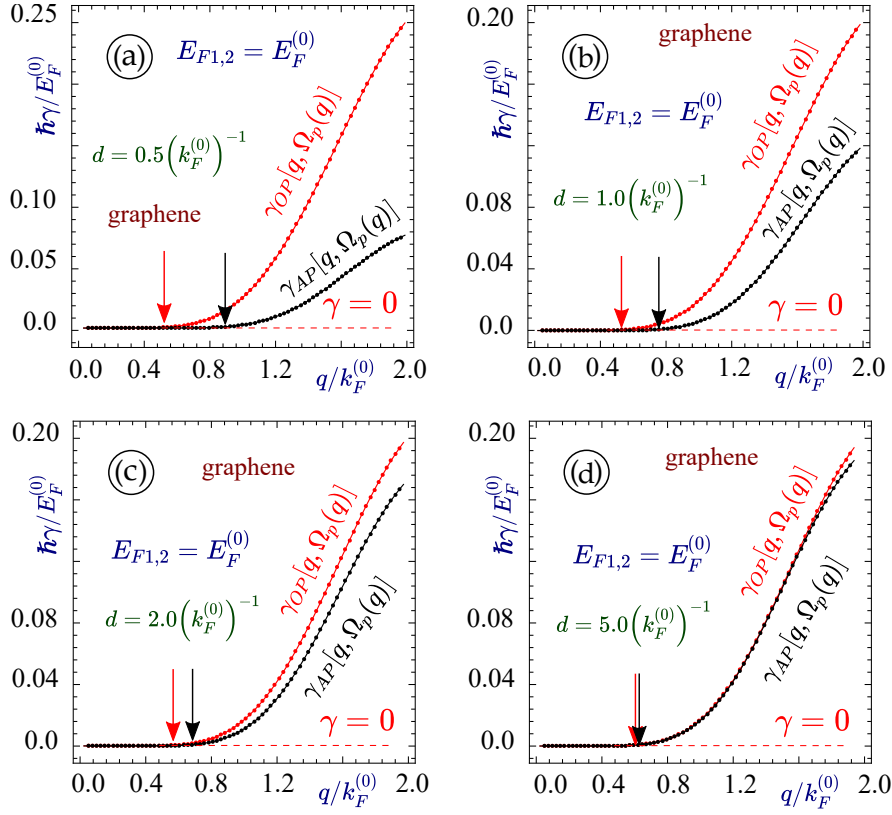 (a)
E_{F1,2} = E_F^{(0)}
d = 0.5(k_F^{(0)})^{-1}
graphene
γ_{OP}[q, Ω_p(q)]
γ_{AP}[q, Ω_p(q)]
γ = 0
ħγ/E_F^{(0)}
0.25
0.10
0.05
0.0
0.0 0.4 0.8 1.2 1.6 2.0
q/k_F^{(0)}
(b)
graphene
E_{F1,2} = E_F^{(0)}
d = 1.0(k_F^{(0)})^{-1}
γ_{OP}[q, Ω_p(q)]
γ_{AP}[q, Ω_p(q)]
γ = 0
ħγ/E_F^{(0)}
0.20
0.08
0.04
0.0
0.0 0.4 0.8 1.2 1.6 2.0
q/k_F^{(0)}
(c)
graphene
E_{F1,2} = E_F^{(0)}
d = 2.0(k_F^{(0)})^{-1}
γ_{OP}[q, Ω_p(q)]
γ_{AP}[q, Ω_p(q)]
γ = 0
ħγ/E_F^{(0)}
0.20
0.08
0.04
0.0
0.0 0.4 0.8 1.2 1.6 2.0
q/k_F^{(0)}
(d)
graphene
E_{F1,2} = E_F^{(0)}
d = 5.0(k_F^{(0)})^{-1}
γ_{OP}[q, Ω_p(q)]
γ_{AP}[q, Ω_p(q)]
γ = 0
ħγ/E_F^{(0)}
0.20
0.08
0.04
0.0
0.0 0.4 0.8 1.2 1.6 2.0
q/k_F^{(0)}